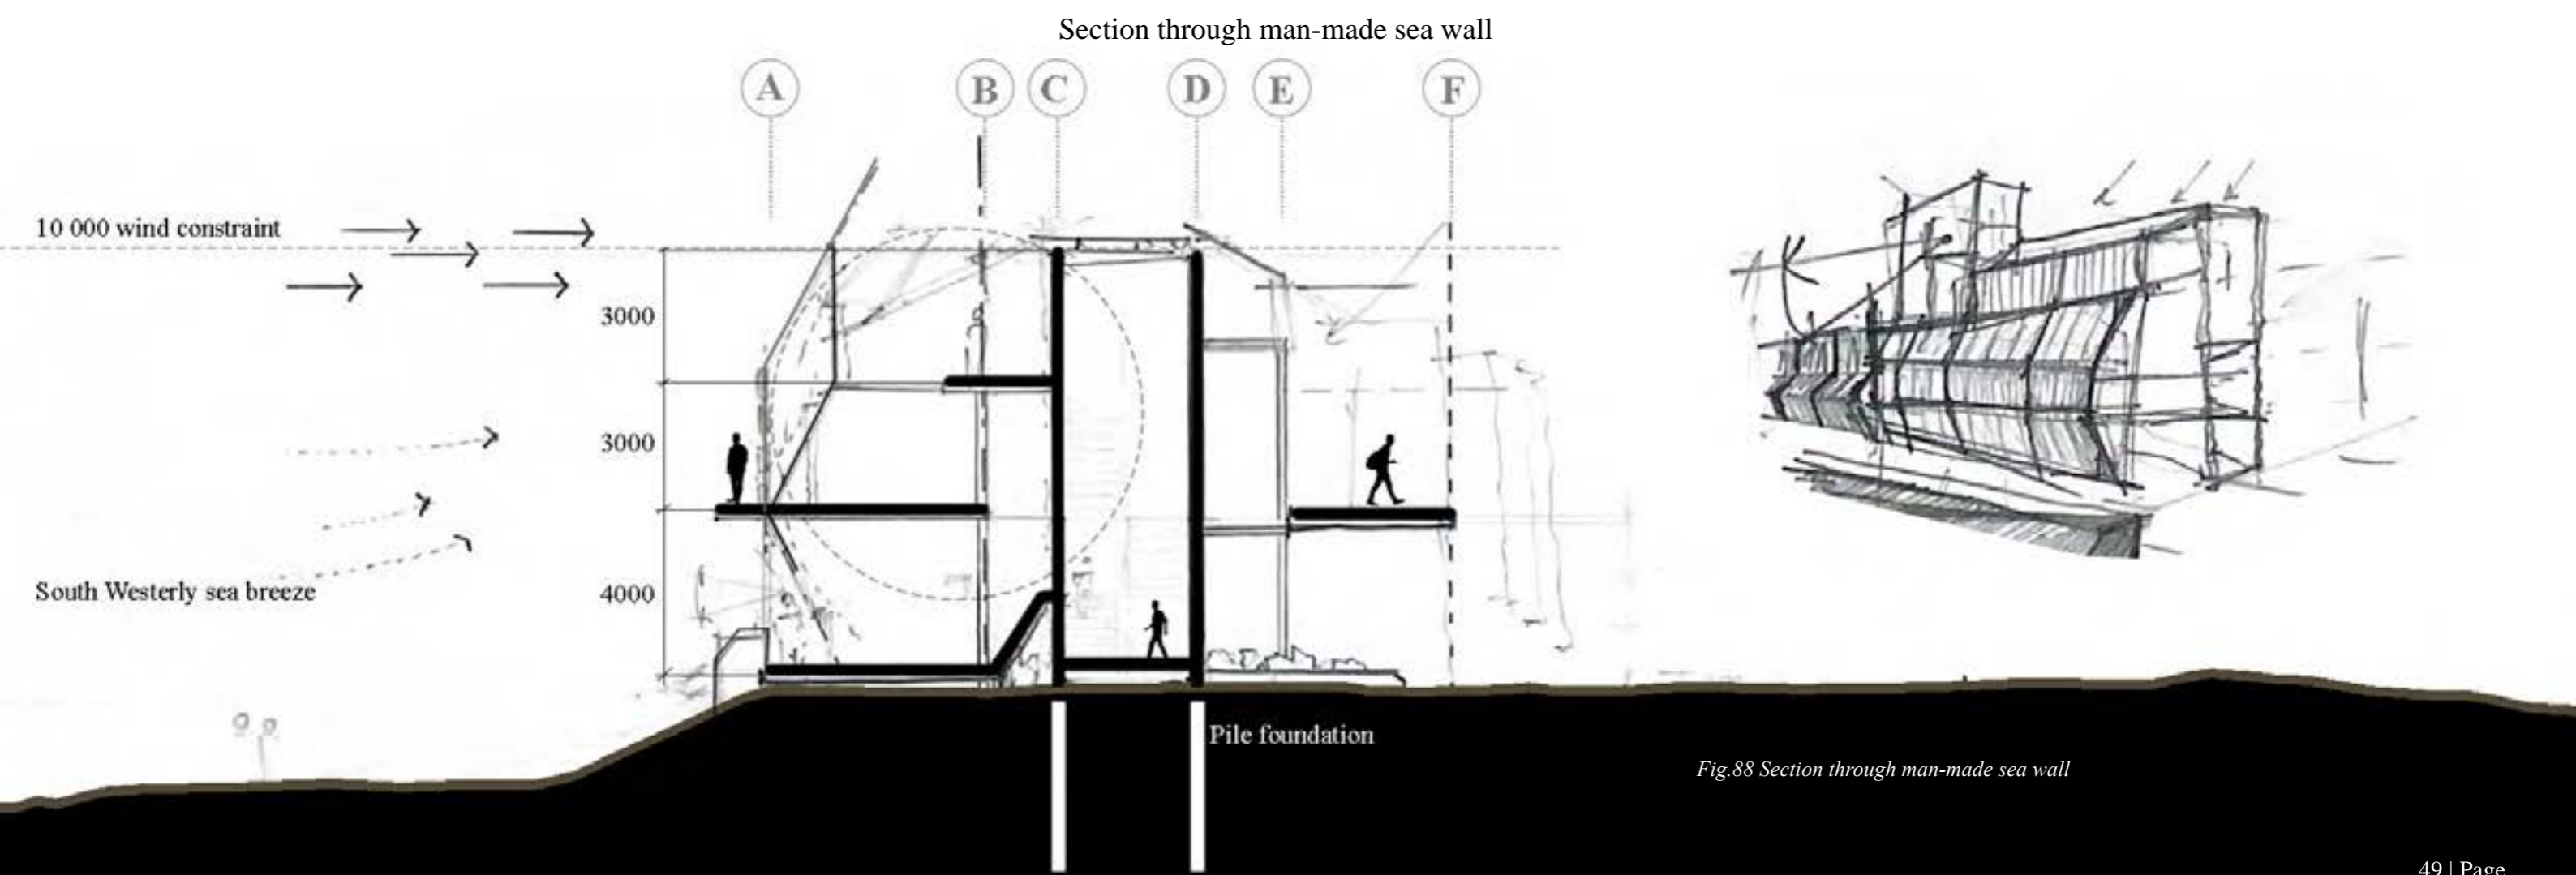 Section through man-made sea wall
A B C D E F
10 000 wind constraint
3000
3000
4000
South Westerly sea breeze
Pile foundation
Fig.88 Section through man-made sea wall
49 | Page